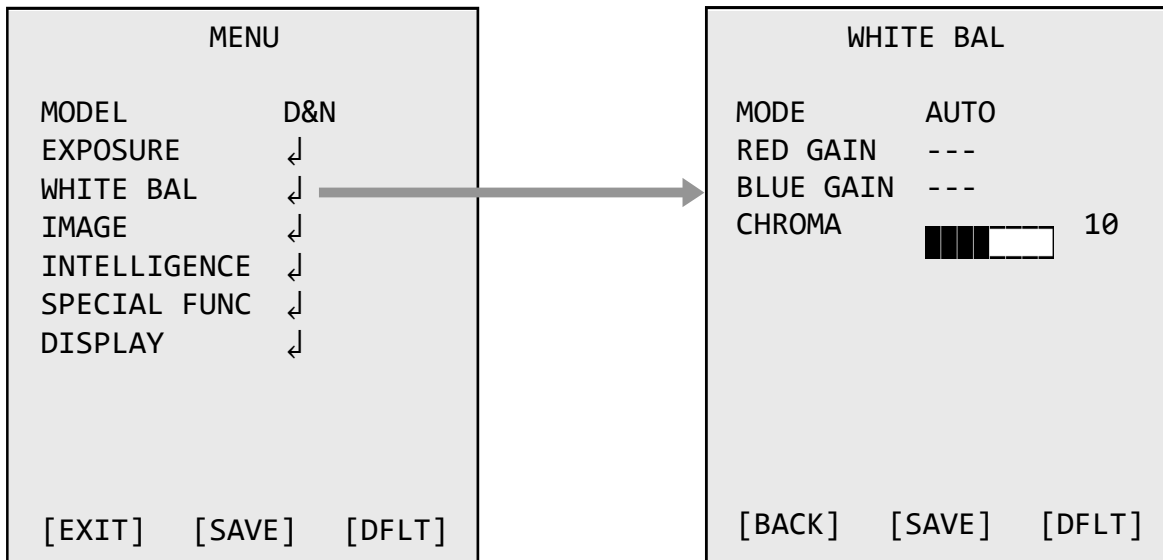 MENU
MODEL D&N
EXPOSURE ↲
WHITE BAL ↲
IMAGE ↲
INTELLIGENCE ↲
SPECIAL FUNC ↲
DISPLAY ↲
[EXIT] [SAVE] [DFLT]
WHITE BAL
MODE AUTO
RED GAIN ---
BLUE GAIN ---
CHROMA 10
[BACK] [SAVE] [DFLT]